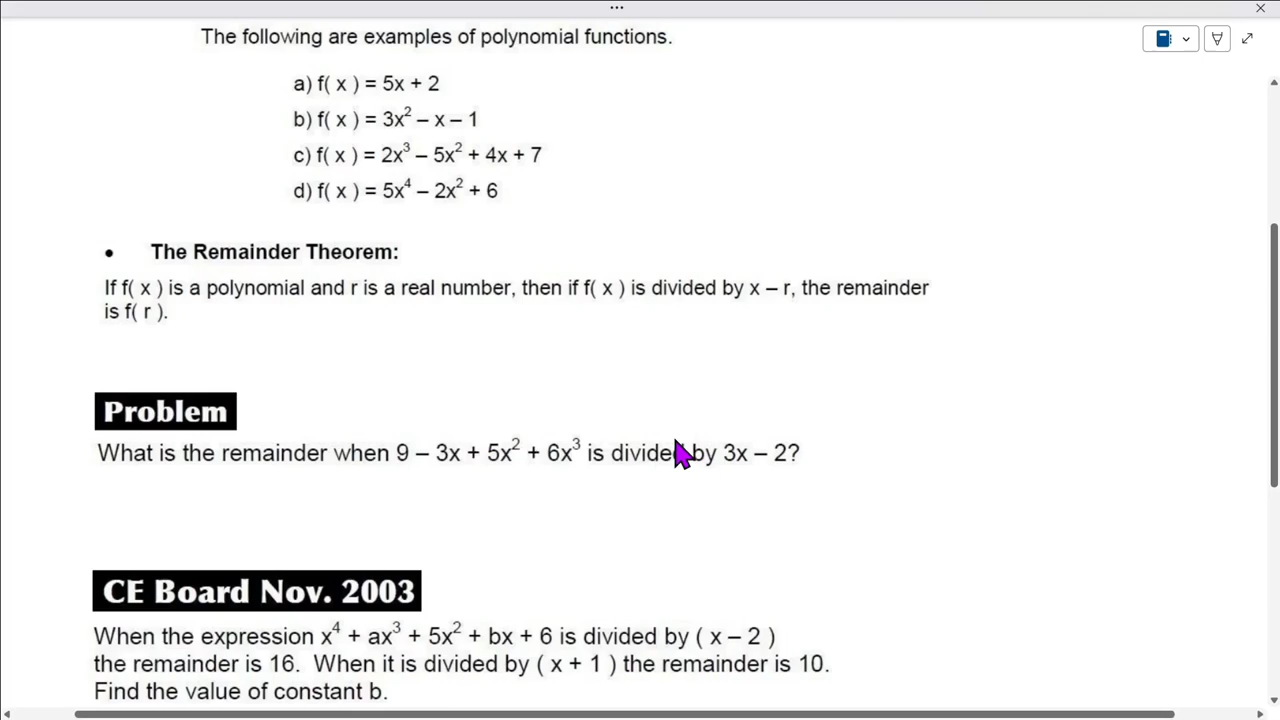 The following are examples of polynomial functions.
a) f( x ) = 5x + 2
b) f( x ) = 3x² – x – 1
c) f( x ) = 2x³ – 5x² + 4x + 7
d) f( x ) = 5x⁴ – 2x² + 6
• The Remainder Theorem:
If f( x ) is a polynomial and r is a real number, then if f( x ) is divided by x – r, the remainder
is f( r ).
Problem
What is the remainder when 9 – 3x + 5x² + 6x³ is divided by 3x – 2?
CE Board Nov. 2003
When the expression x⁴ + ax³ + 5x² + bx + 6 is divided by ( x – 2 )
the remainder is 16. When it is divided by ( x + 1 ) the remainder is 10.
Find the value of constant b.